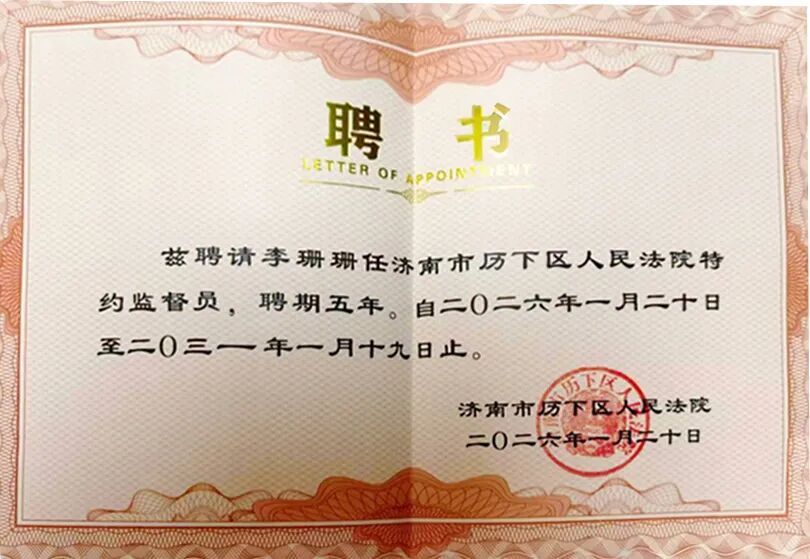 聘 书
LETTER OF APPOINTMENT
兹聘请李珊珊任济南市历下区人民法院特
约监督员，聘期五年。自二〇二六年一月二十日
至二〇三一年一月十九日止。
济南市历下区人民法院
二〇二六年一月二十日